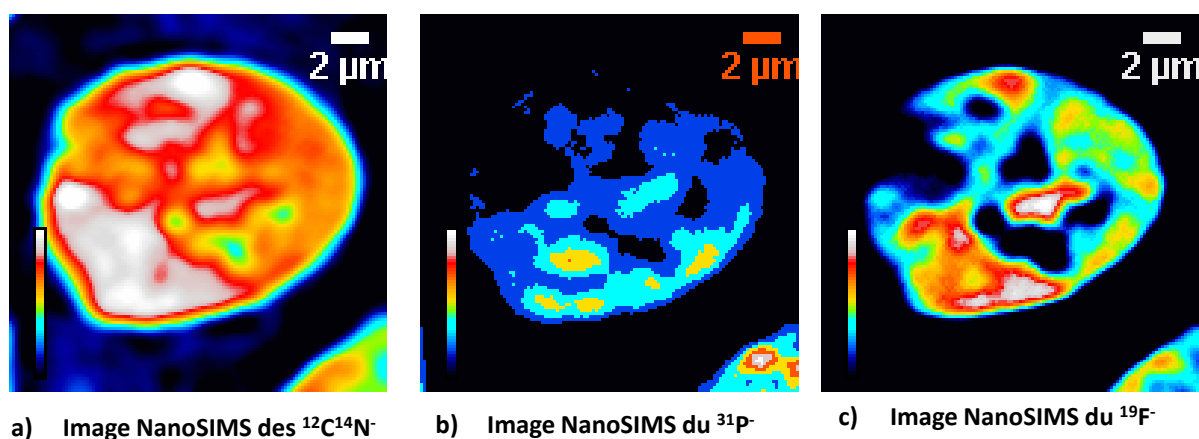 2 µm
2 µm
2 µm
a) Image NanoSIMS des ¹²C¹⁴N⁻
b) Image NanoSIMS du ³¹P⁻
c) Image NanoSIMS du ¹⁹F⁻